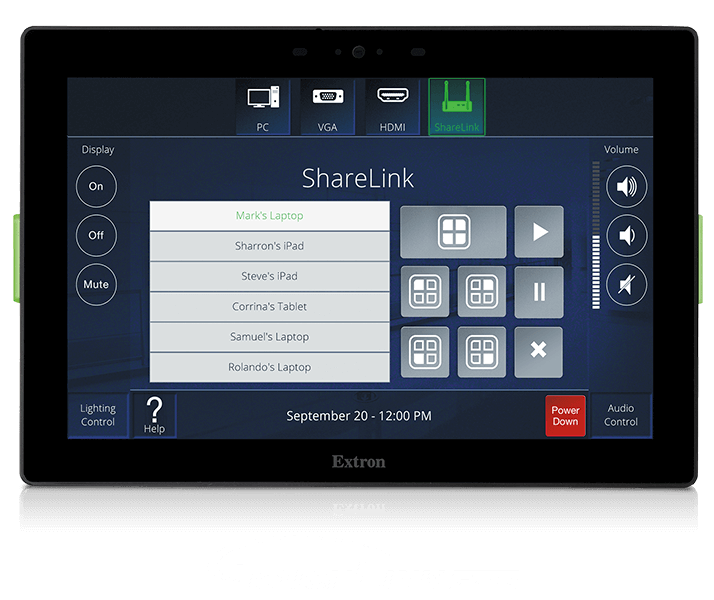 PC
VGA
HDMI
ShareLink
Display
Volume
ShareLink
On
Off
Mute
Mark's Laptop
Sharron's iPad
Steve's iPad
Corrina's Tablet
Samuel's Laptop
Rolando's Laptop
Lighting
Control
?
Help
September 20 - 12:00 PM
Power
Down
Audio
Control
Extron